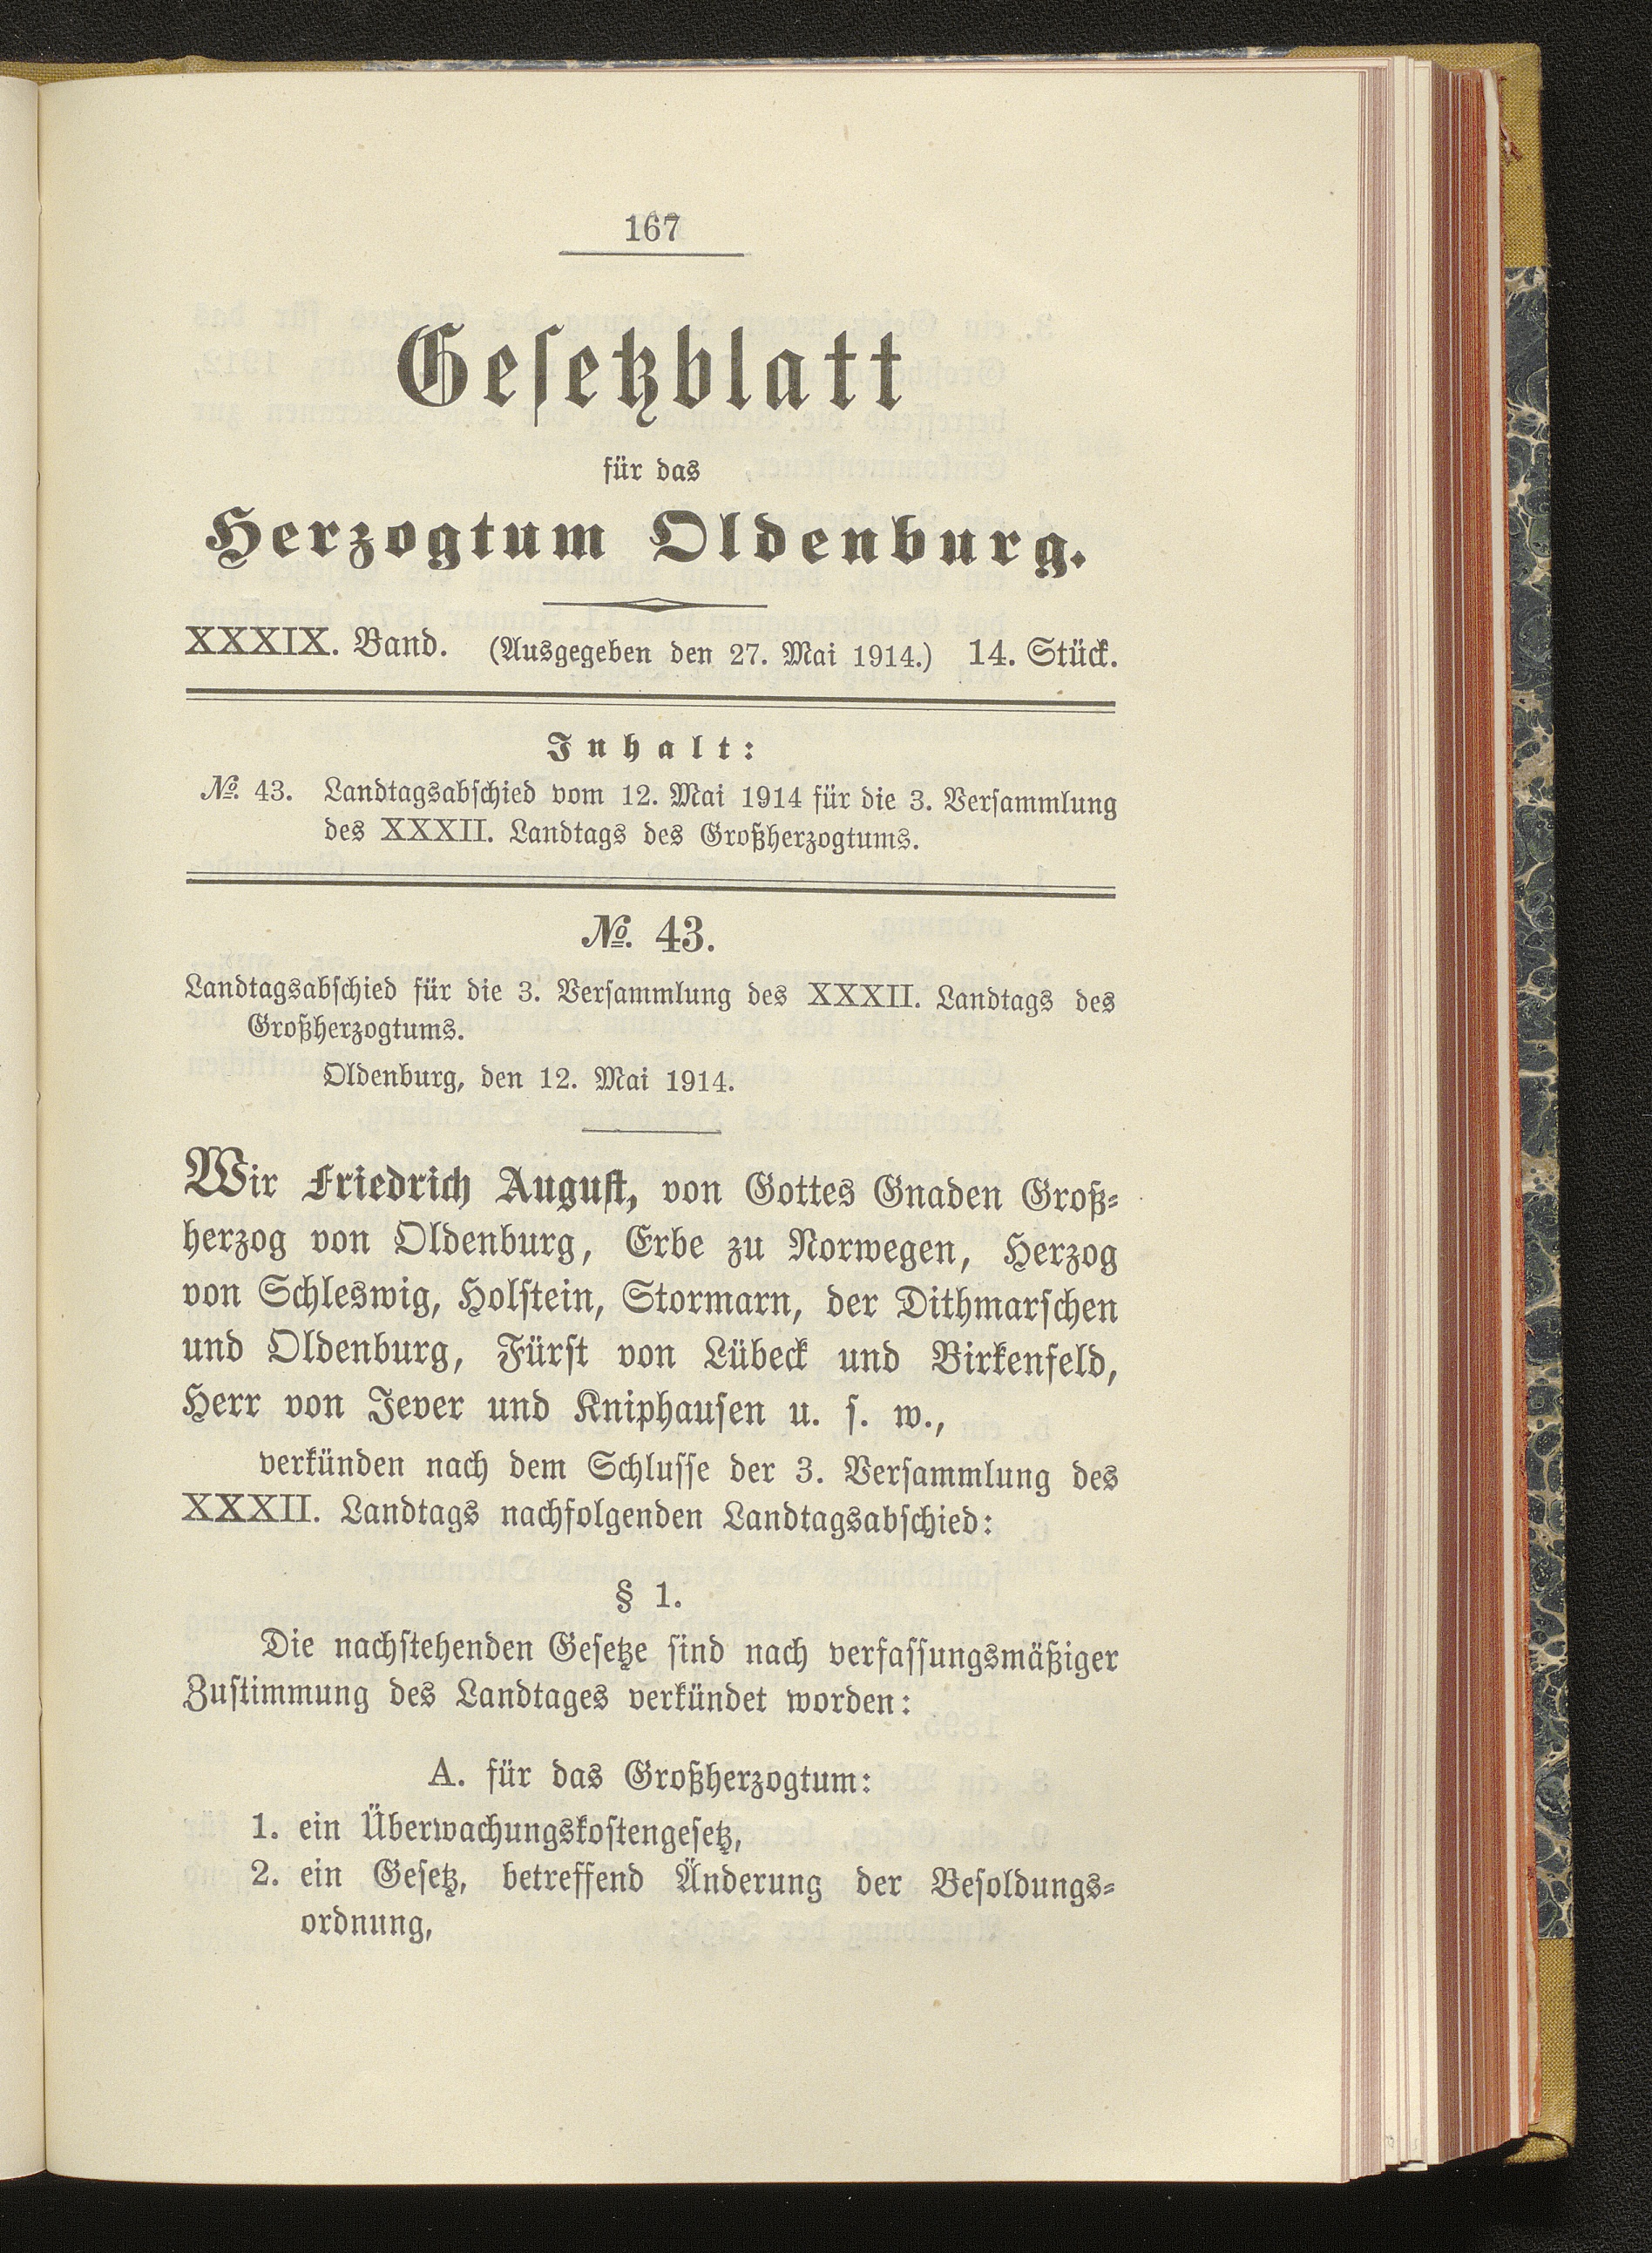 167
Gesetzblatt
für das
Herzogtum Oldenburg.
XXXIX. Band. (Ausgegeben den 27. Mai 1914.) 14. Stück.
Inhalt:
№. 43. Landtagsabschied vom 12. Mai 1914 für die 3. Versammlung
des XXXII. Landtags des Großherzogtums.
№. 43.
Landtagsabschied für die 3. Versammlung des XXXII. Landtags des
Großherzogtums.
Oldenburg, den 12. Mai 1914.
Wir Friedrich August, von Gottes Gnaden Groß-
herzog von Oldenburg, Erbe zu Norwegen, Herzog
von Schleswig, Holstein, Stormarn, der Dithmarschen
und Oldenburg, Fürst von Lübeck und Birkenfeld,
Herr von Jever und Kniphausen u. s. w.,
verkünden nach dem Schlusse der 3. Versammlung des
XXXII. Landtags nachfolgenden Landtagsabschied:
§ 1.
Die nachstehenden Gesetze sind nach verfassungsmäßiger
Zustimmung des Landtages verkündet worden:
A. für das Großherzogtum:
1. ein Überwachungskostengesetz,
2. ein Gesetz, betreffend Änderung der Besoldungs-
ordnung,